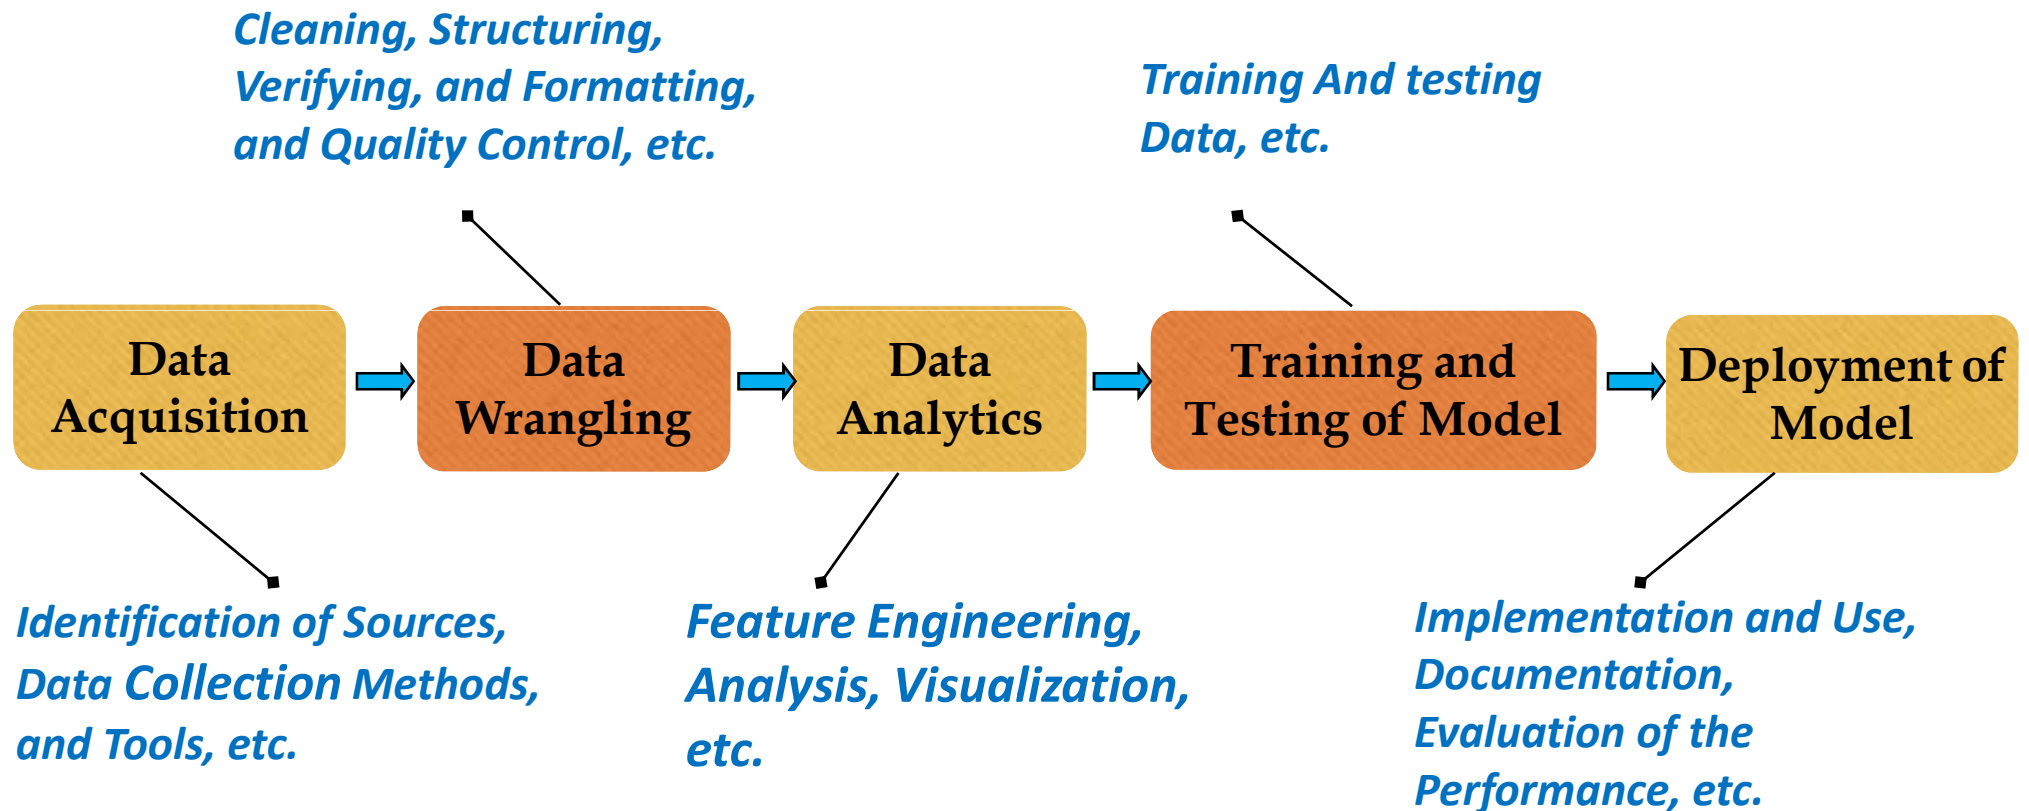 Cleaning, Structuring,
Verifying, and Formatting,
and Quality Control, etc.
Training And testing
Data, etc.
Data
Acquisition
Data
Wrangling
Data
Analytics
Training and
Testing of Model
Deployment of
Model
Identification of Sources,
Data Collection Methods,
and Tools, etc.
Feature Engineering,
Analysis, Visualization,
etc.
Implementation and Use,
Documentation,
Evaluation of the
Performance, etc.